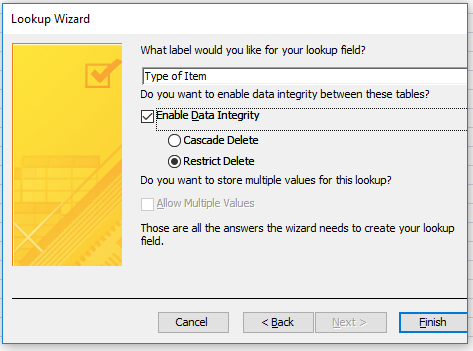 Lookup Wizard
What label would you like for your lookup field?
Type of Item
Do you want to enable data integrity between these tables?
Enable Data Integrity
Cascade Delete
Restrict Delete
Do you want to store multiple values for this lookup?
Allow Multiple Values
Those are all the answers the wizard needs to create your lookup
field.
Cancel
< Back
Next >
Finish